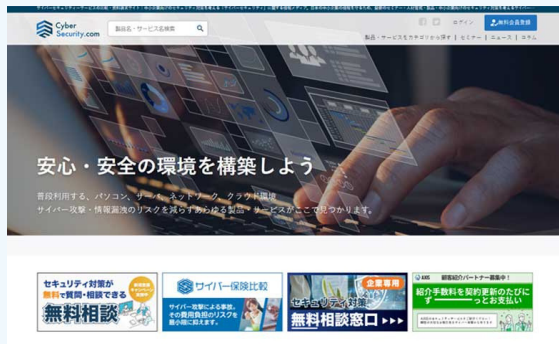 Cyber
Security.com
製品名・サービス名検索
ログイン
無料会員登録
製品・サービスをカテゴリから探す | セミナー | ニュース | コラム
安心・安全の環境を構築しよう
普段利用する、パソコン、サーバ、ネットワーク、クラウド環境
サイバー攻撃・情報漏洩のリスクを減らすあらゆる製品・サービスがここで見つかります。
セキュリティ対策が
無料で質問・相談できる
無料相談
サイバー保険比較
サイバー攻撃による事故。
その費用負担のリスクを
最小限に抑えます。
企業専用
セキュリティ対策
無料相談窓口
AXIS 顧客紹介パートナー募集中！
紹介手数料を契約更新のたびに
ず――――っとお支払い